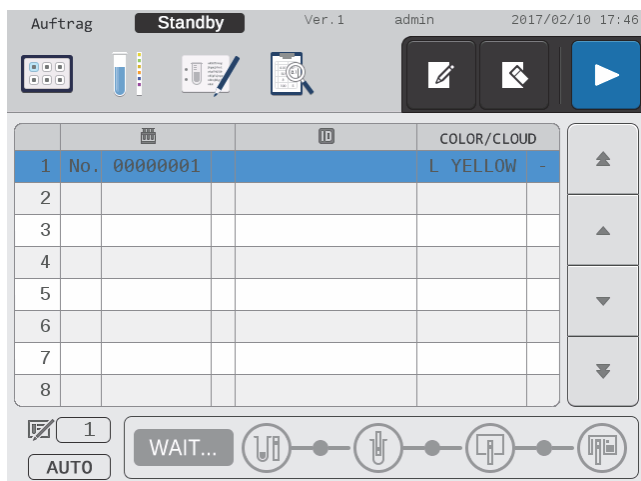 Auftrag Standby Ver.1 admin 2017/02/10 17:46
ID COLOR/CLOUD
1 No. 00000001 L YELLOW -
2
3
4
5
6
7
8
1
AUTO
WAIT...